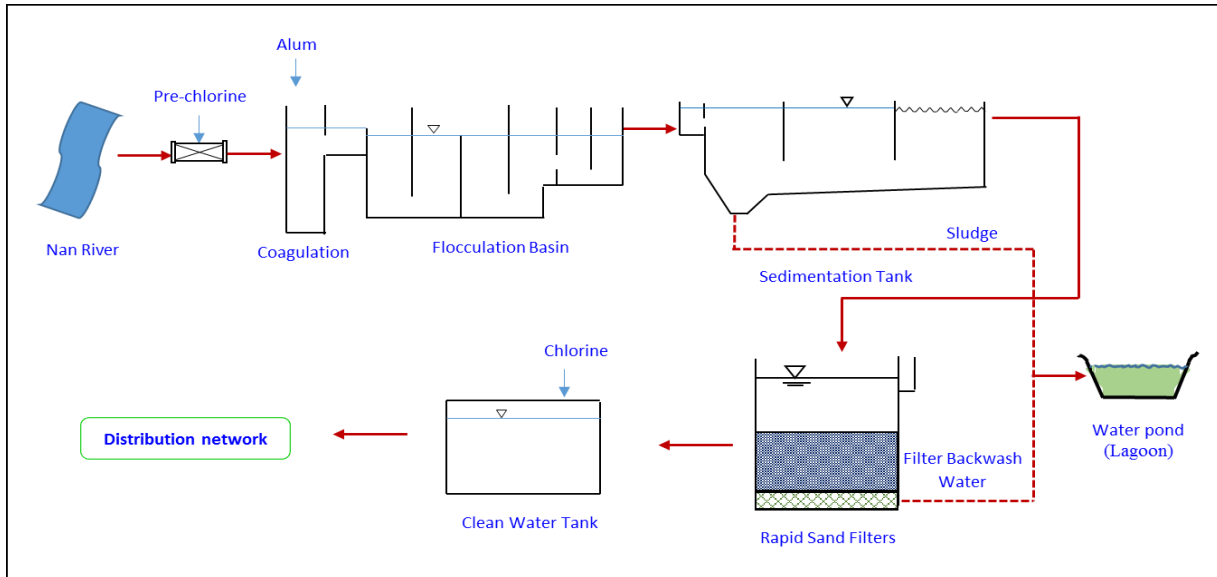 Alum
Pre-chlorine
Nan River
Coagulation
Flocculation Basin
Sludge
Sedimentation Tank
Chlorine
Distribution network
Clean Water Tank
Filter Backwash
Water
Rapid Sand Filters
Water pond
(Lagoon)